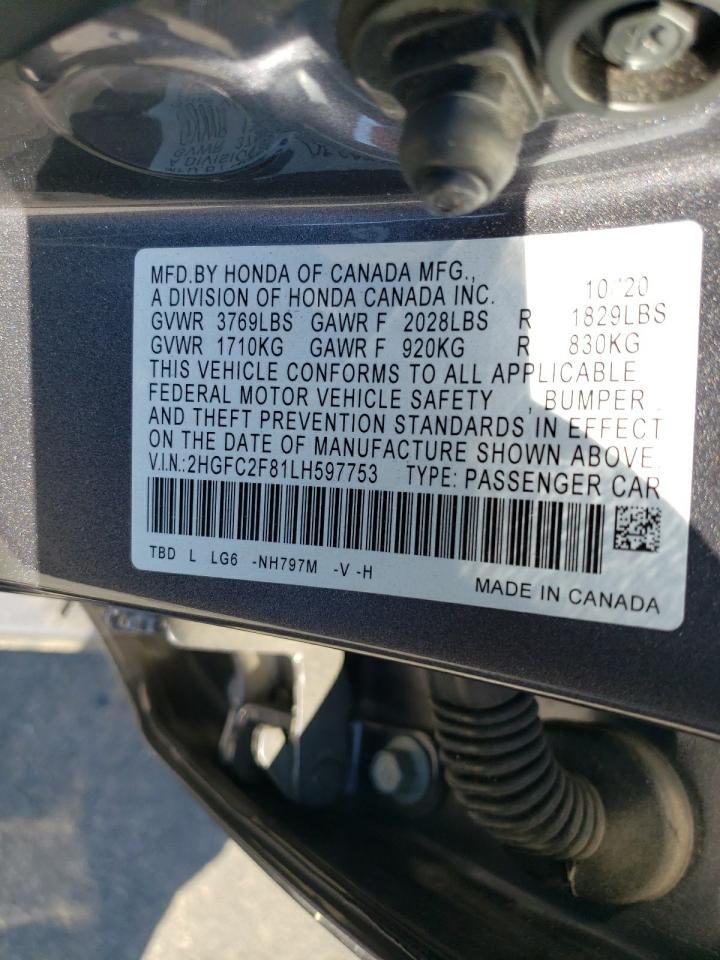 MFD.BY HONDA OF CANADA MFG., 10/'20
A DIVISION OF HONDA CANADA INC.
GVWR 3769LBS GAWR F 2028LBS R 1829LBS
GVWR 1710KG GAWR F 920KG R 830KG
THIS VEHICLE CONFORMS TO ALL APPLICABLE
FEDERAL MOTOR VEHICLE SAFETY , BUMPER ,
AND THEFT PREVENTION STANDARDS IN EFFECT
ON THE DATE OF MANUFACTURE SHOWN ABOVE.
V.I.N.:2HGFC2F81LH597753 TYPE: PASSENGER CAR
TBD L LG6 -NH797M -V -H
MADE IN CANADA